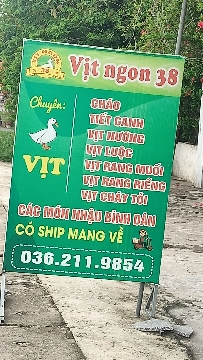 Vịt ngon 38
Chuyên:
VỊT
CHÁO
TIẾT CANH
VỊT NƯỚNG
VỊT LUỘC
VỊT RANG MUỐI
VỊT RANG RIỀNG
VỊT CHÁY TỎI
CÁC MÓN NHẬU BÌNH DÂN
CÓ SHIP MANG VỀ
036.211.9854